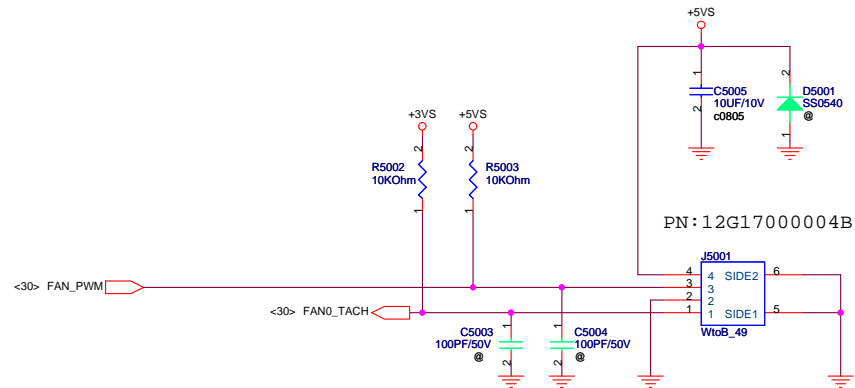 +5VS
1
C5005
10UF/10V
c0805
2
2
D5001
SS0540
@
1
+3VS
+5VS
2
R5002
10KOhm
1
2
R5003
10KOhm
1
PN:12G17000004B
J5001
4 4 SIDE2 6
3 3
2 2
1 1 SIDE1 5
WtoB_49
<30> FAN_PWM
<30> FAN0_TACH
1
C5003
100PF/50V
@
2
1
C5004
100PF/50V
@
2